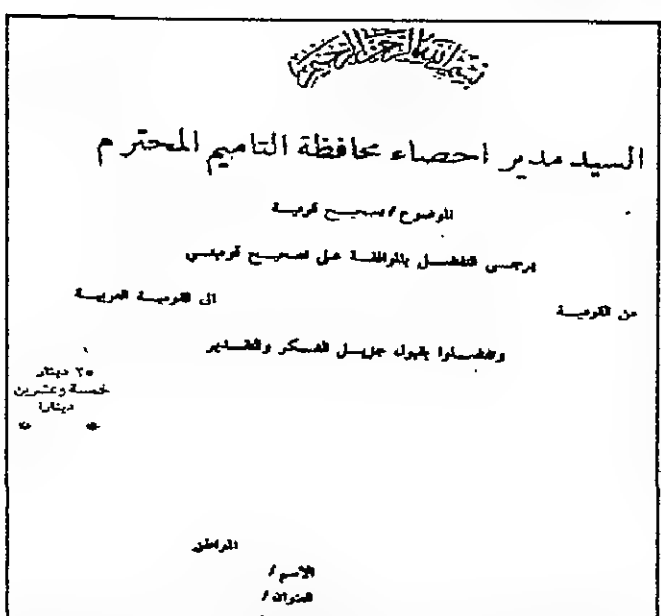 بسم الله الرحمن الرحيم
السيد مدير احصاء محافظة التاميم المحترم
الموضوع / تصحيح قومية
يرجى التفضل بالموافقة على تصحيح قوميتي
من القومية الى القومية العربية
وتفضلوا بقبول جزيل الشكر والتقدير
٢٥ دينار
خمسة وعشرين
دينارا
المواطن
الاسم /
العنوان /